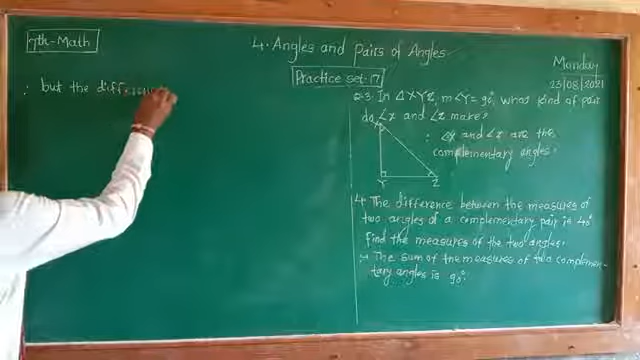 7th-Math
4. Angles and Pairs of Angles
Monday
23/08/2021
Practice set. 17
∴ but the differenc
Q.3. In ΔXYZ, m∠Y = 90°, what kind of pair
do ∠x and ∠z make?
X
Y
Z
∴ ∠x and ∠z are the
complementary angles.
4. The difference between the measures of
two angles of a complementary pair is 40°
Find the measures of the two angles.
The sum of the measures of two complemen-
tary angles is 90°.